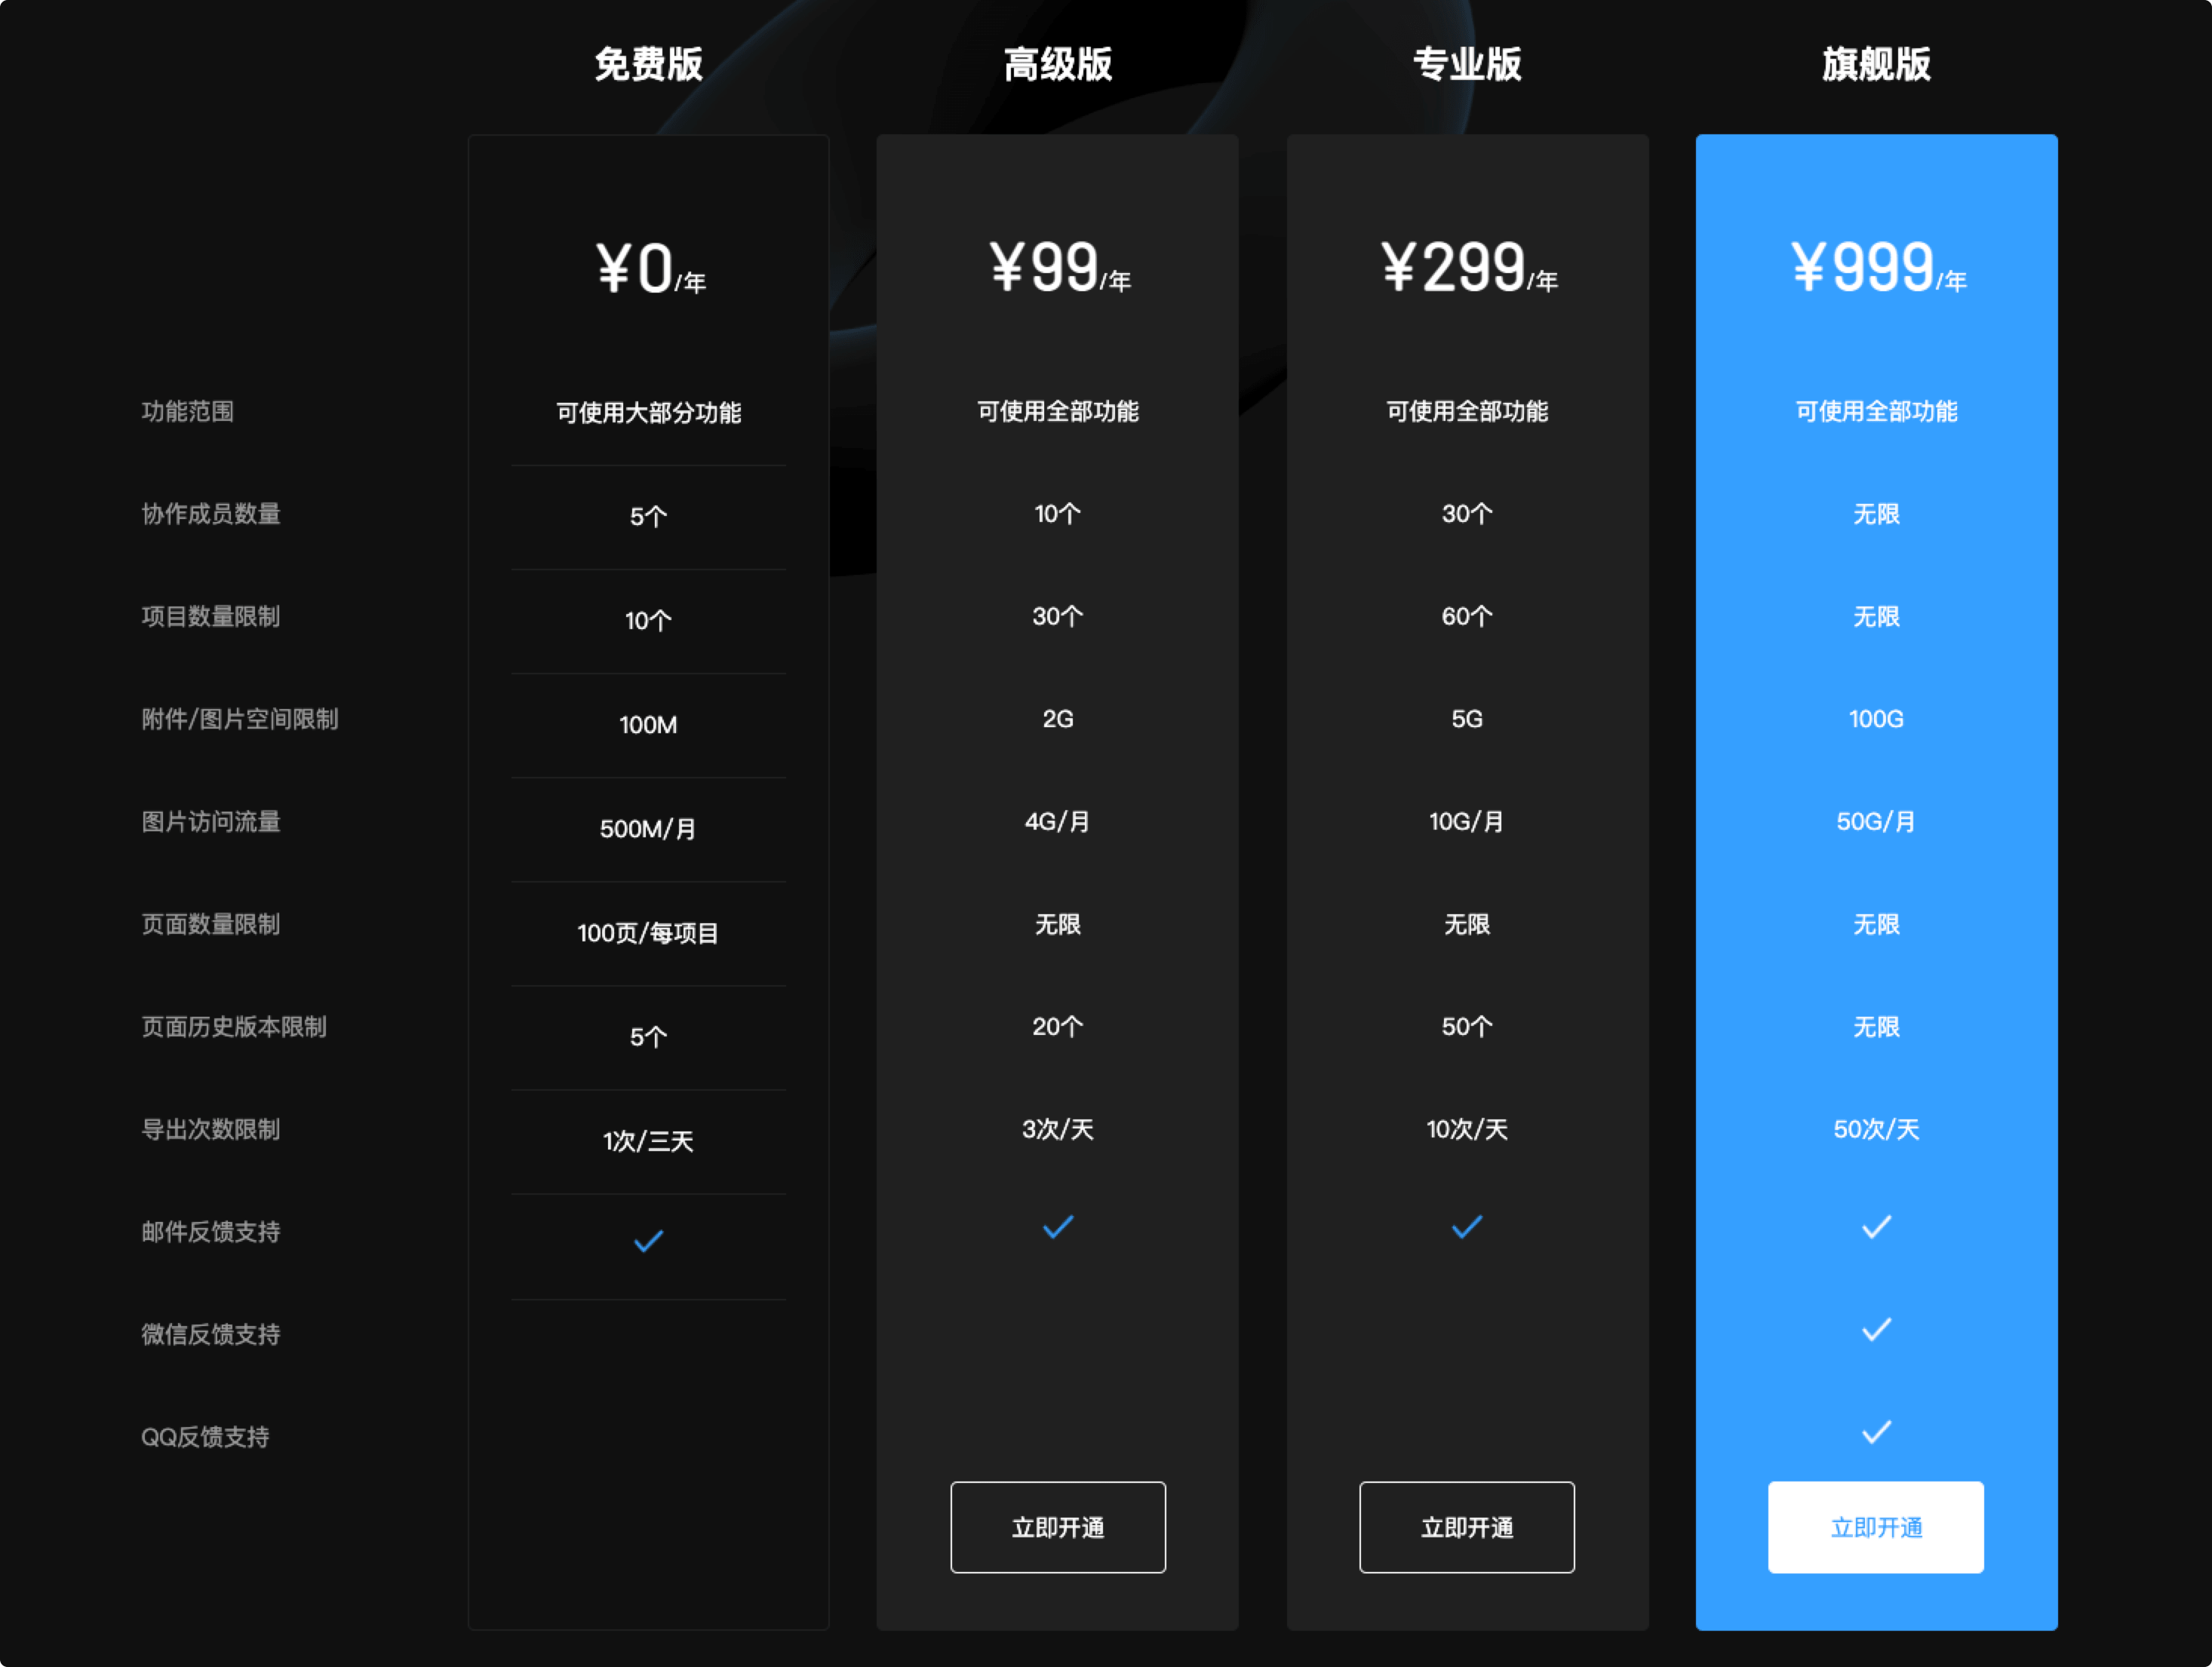 免费版 高级版 专业版 旗舰版
¥0/年 ¥99/年 ¥299/年 ¥999/年
功能范围 可使用大部分功能 可使用全部功能 可使用全部功能 可使用全部功能
协作成员数量 5个 10个 30个 无限
项目数量限制 10个 30个 60个 无限
附件/图片空间限制 100M 2G 5G 100G
图片访问流量 500M/月 4G/月 10G/月 50G/月
页面数量限制 100页/每项目 无限 无限 无限
页面历史版本限制 5个 20个 50个 无限
导出次数限制 1次/三天 3次/天 10次/天 50次/天
邮件反馈支持
微信反馈支持
QQ反馈支持
立即开通 立即开通 立即开通